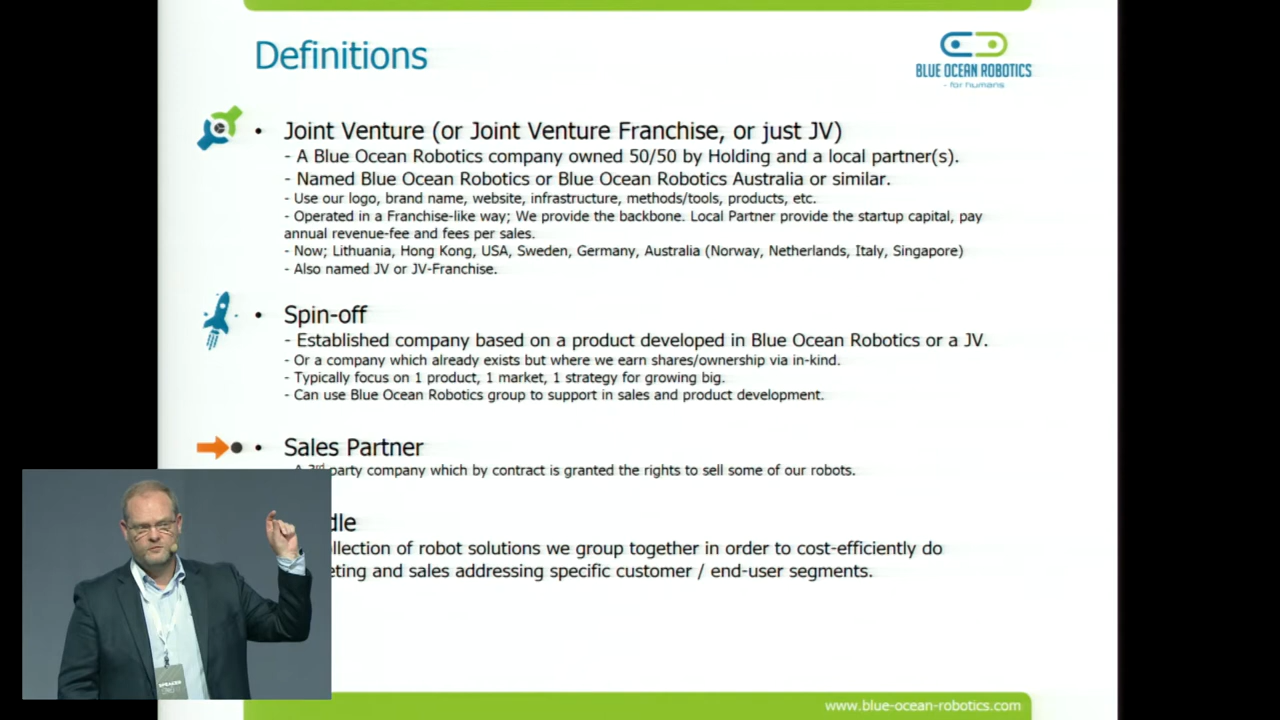 Definitions
BLUE OCEAN ROBOTICS
- for humans
• Joint Venture (or Joint Venture Franchise, or just JV)
- A Blue Ocean Robotics company owned 50/50 by Holding and a local partner(s).
- Named Blue Ocean Robotics or Blue Ocean Robotics Australia or similar.
- Use our logo, brand name, website, infrastructure, methods/tools, products, etc.
- Operated in a Franchise-like way; We provide the backbone. Local Partner provide the startup capital, pay
annual revenue-fee and fees per sales.
- Now; Lithuania, Hong Kong, USA, Sweden, Germany, Australia (Norway, Netherlands, Italy, Singapore)
- Also named JV or JV-Franchise.
• Spin-off
- Established company based on a product developed in Blue Ocean Robotics or a JV.
- Or a company which already exists but where we earn shares/ownership via in-kind.
- Typically focus on 1 product, 1 market, 1 strategy for growing big.
- Can use Blue Ocean Robotics group to support in sales and product development.
• Sales Partner
party company which by contract is granted the rights to sell some of our robots.
dle
llection of robot solutions we group together in order to cost-efficiently do
eting and sales addressing specific customer / end-user segments.
SPEAKER
www.blue-ocean-robotics.com